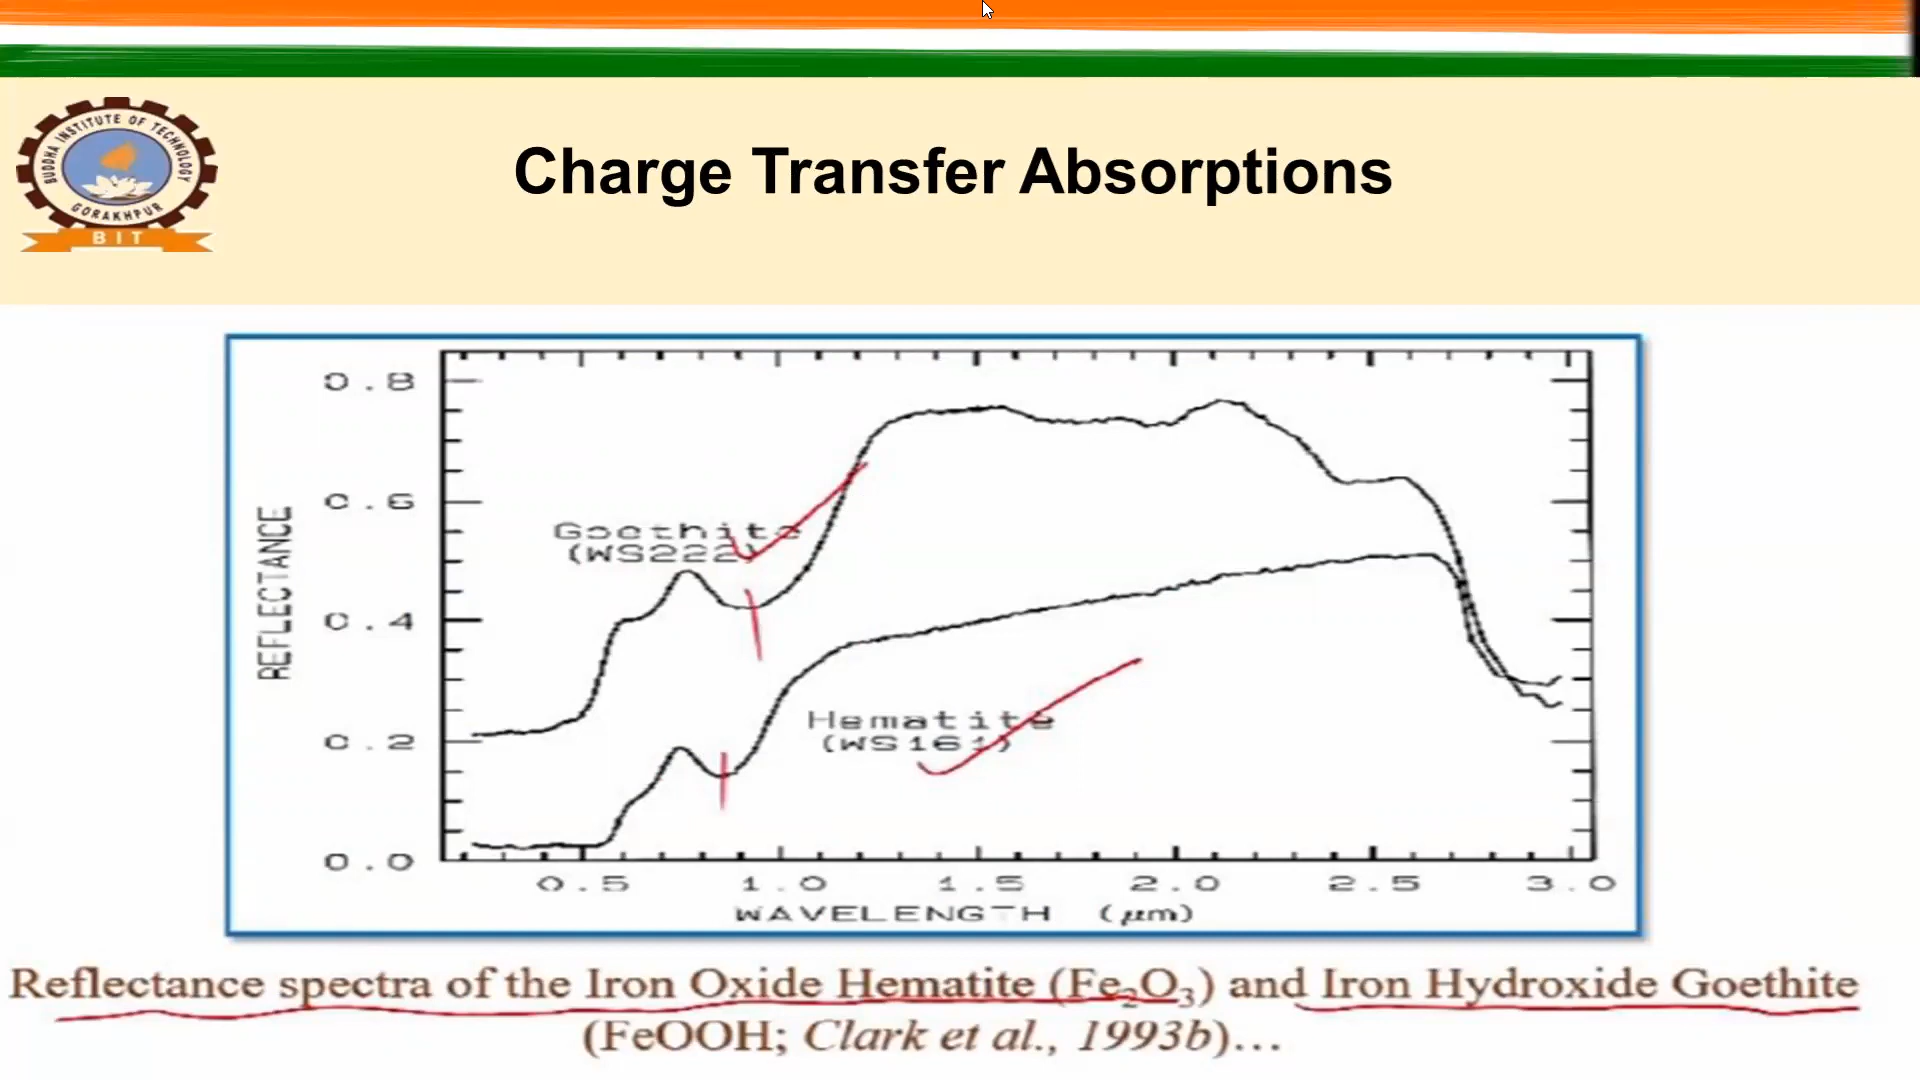 BUDDHA INSTITUTE OF TECHNOLOGY
GORAKHPUR
BIT
Charge Transfer Absorptions
REFLECTANCE
0.8
0.6
0.4
0.2
0.0
Goethite
(WS222)
Hematite
(WS161)
0.5 1.0 1.5 2.0 2.5 3.0
WAVELENGTH (μm)
Reflectance spectra of the Iron Oxide Hematite (Fe₂O₃) and Iron Hydroxide Goethite
(FeOOH; Clark et al., 1993b)...